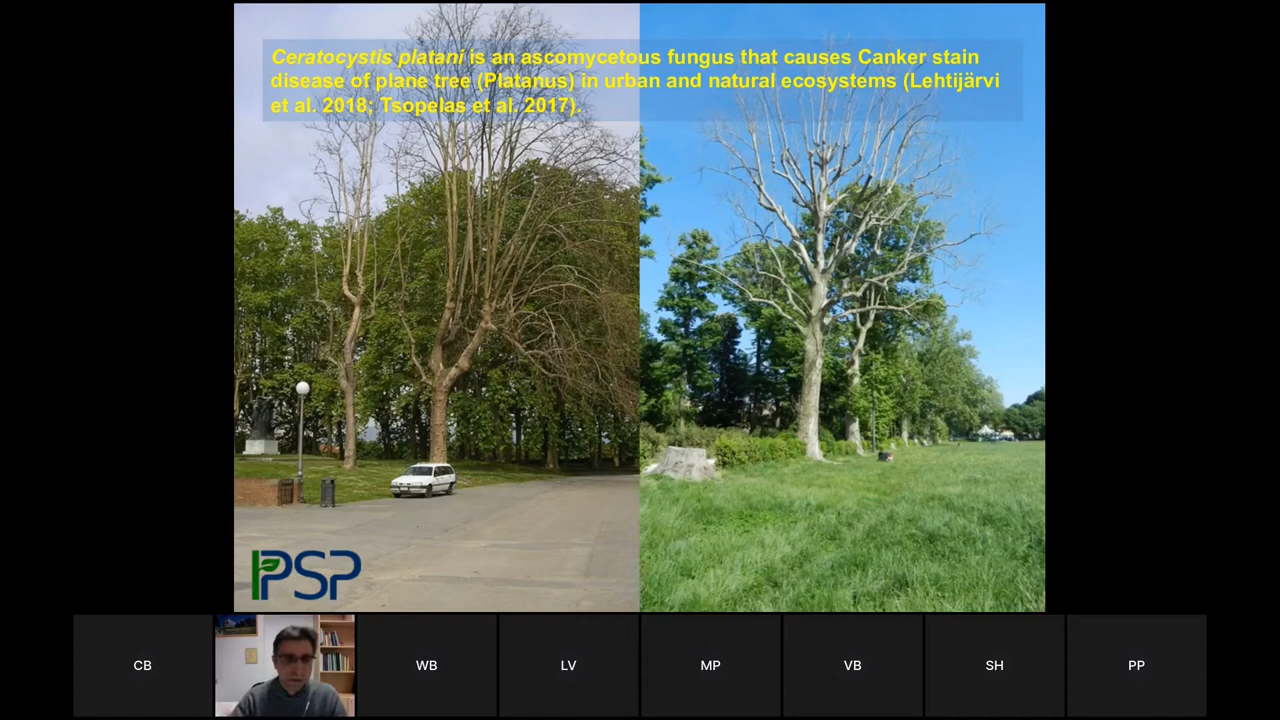 Ceratocystis platani is an ascomycetous fungus that causes Canker stain
disease of plane tree (Platanus) in urban and natural ecosystems (Lehtijärvi
et al. 2018; Tsopelas et al. 2017).
IPSP
CB
WB
LV
MP
VB
SH
PP